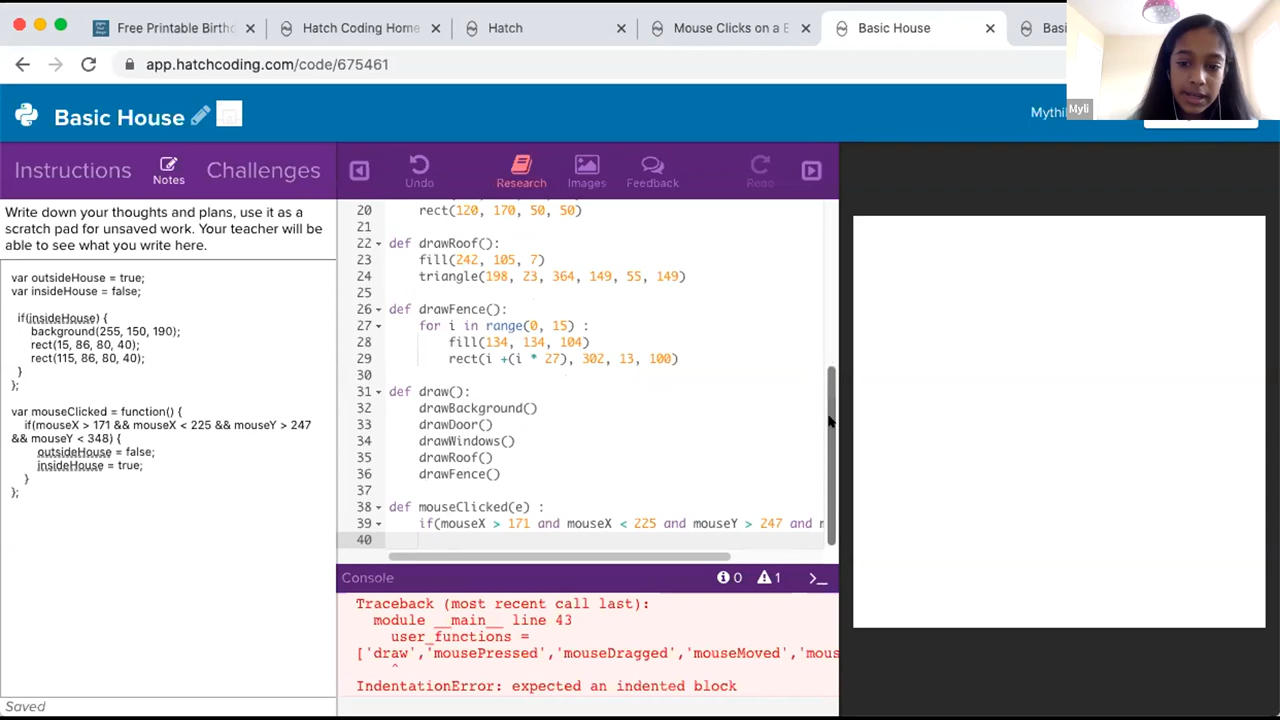 Free Printable Birth
Hatch Coding Home
Hatch
Mouse Clicks on a B
Basic House
Basi
app.hatchcoding.com/code/675461
Myli
Basic House
Mythi
Instructions
Notes
Challenges
Undo
Research
Images
Feedback
Write down your thoughts and plans, use it as a
scratch pad for unsaved work. Your teacher will be
able to see what you write here.
var outsideHouse = true;
var insideHouse = false;
if(insideHouse) {
background(255, 150, 190);
rect(15, 86, 80, 40);
rect(115, 86, 80, 40);
}
};
var mouseClicked = function() {
if(mouseX > 171 && mouseX < 225 && mouseY > 247
&& mouseY < 348) {
outsideHouse = false;
insideHouse = true;
}
};
Saved
20 rect(120, 170, 50, 50)
21
22 def drawRoof():
23 fill(242, 105, 7)
24 triangle(198, 23, 364, 149, 55, 149)
25
26 def drawFence():
27 for i in range(0, 15) :
28 fill(134, 134, 104)
29 rect(i +(i * 27), 302, 13, 100)
30
31 def draw():
32 drawBackground()
33 drawDoor()
34 drawWindows()
35 drawRoof()
36 drawFence()
37
38 def mouseClicked(e) :
39 if(mouseX > 171 and mouseX < 225 and mouseY > 247 and m
40
Console
0
1
Traceback (most recent call last):
module __main__ line 43
user_functions =
['draw','mousePressed','mouseDragged','mouseMoved','mous
^
IndentationError: expected an indented block